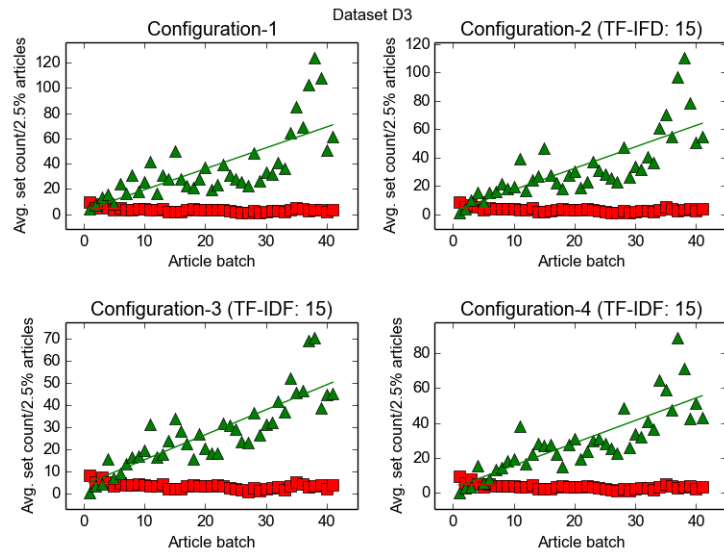 Dataset D3
Configuration-1
Avg. set count/2.5% articles
120
100
80
60
40
20
0
0 10 20 30 40
Article batch
Configuration-2 (TF-IFD: 15)
Avg. set count/2.5% articles
120
100
80
60
40
20
0
0 10 20 30 40
Article batch
Configuration-3 (TF-IDF: 15)
Avg. set count/2.5% articles
70
60
50
40
30
20
10
0
0 10 20 30 40
Article batch
Configuration-4 (TF-IDF: 15)
Avg. set count/2.5% articles
80
60
40
20
0
0 10 20 30 40
Article batch